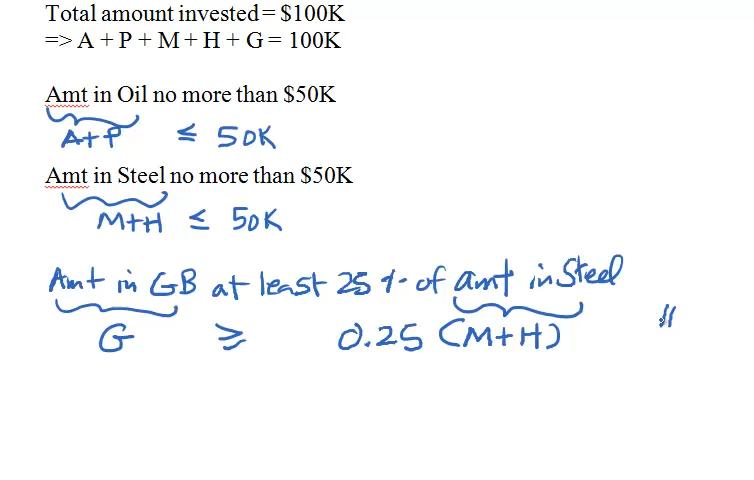 Total amount invested = $100K
=> A + P + M + H + G = 100K
Amt in Oil no more than $50K
A+P ≤ 50K
Amt in Steel no more than $50K
M+H ≤ 50K
Amt in GB at least 25 % of amt in Steel
G ≥ 0.25 (M+H)